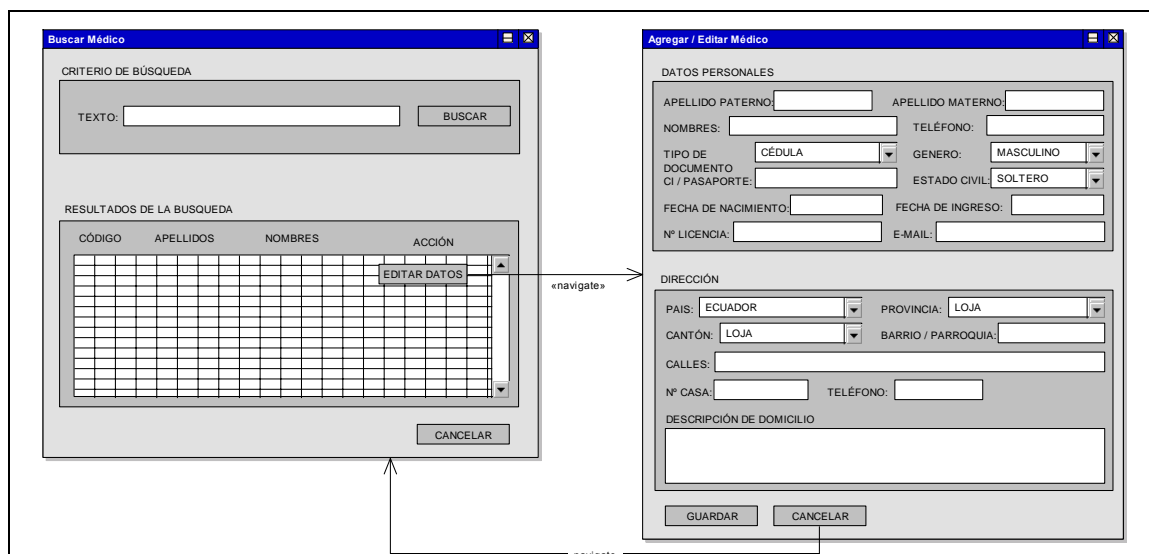 Buscar Médico
CRITERIO DE BÚSQUEDA
TEXTO:
BUSCAR
RESULTADOS DE LA BUSQUEDA
CÓDIGO APELLIDOS NOMBRES ACCIÓN
EDITAR DATOS
CANCELAR
«navigate»
Agregar / Editar Médico
DATOS PERSONALES
APELLIDO PATERNO: APELLIDO MATERNO:
NOMBRES: TELÉFONO:
TIPO DE
DOCUMENTO
CÉDULA GENERO: MASCULINO
CI / PASAPORTE: ESTADO CIVIL: SOLTERO
FECHA DE NACIMIENTO: FECHA DE INGRESO:
Nº LICENCIA: E-MAIL:
DIRECCIÓN
PAIS: ECUADOR PROVINCIA: LOJA
CANTÓN: LOJA BARRIO / PARROQUIA:
CALLES:
Nº CASA: TELÉFONO:
DESCRIPCIÓN DE DOMICILIO
GUARDAR CANCELAR